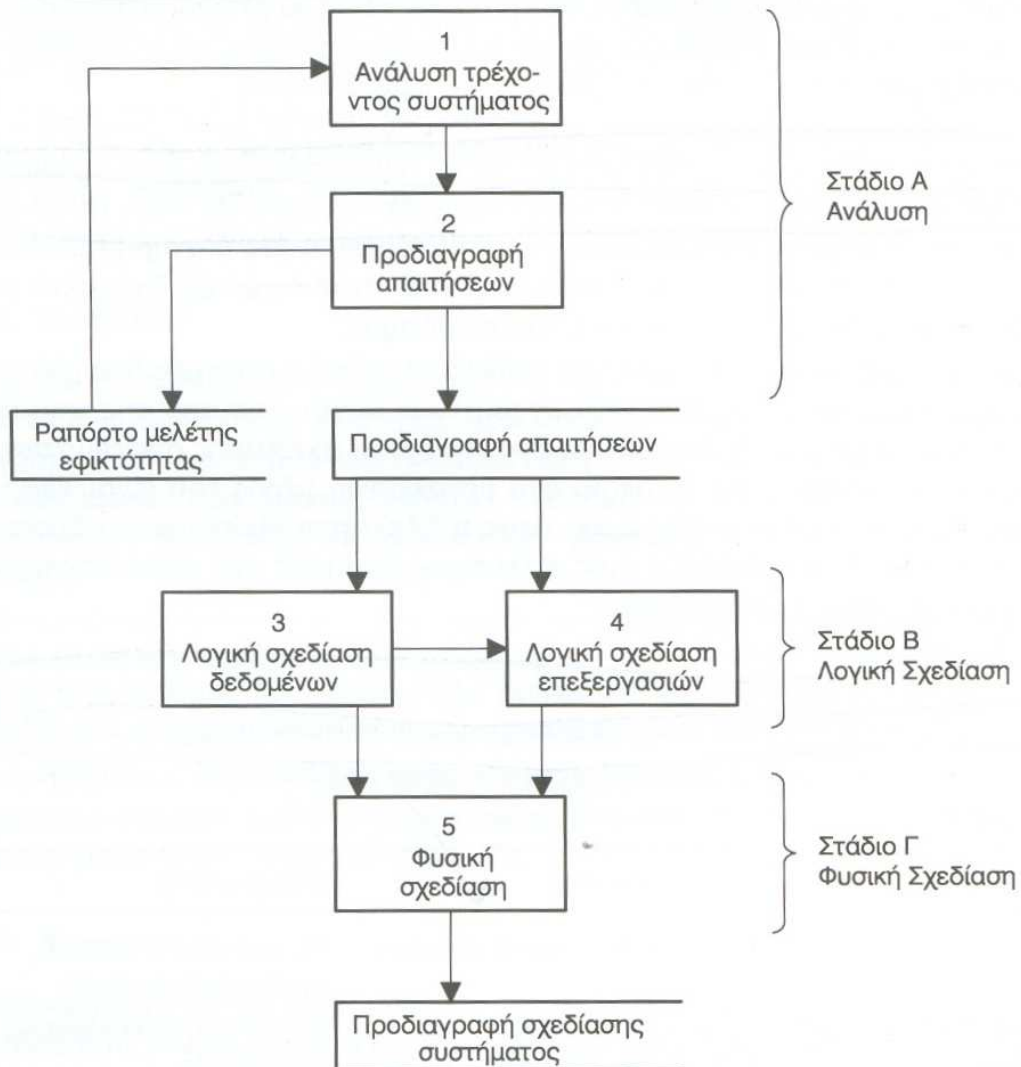 1
Ανάλυση τρέχο-
ντος συστήματος
2
Προδιαγραφή
απαιτήσεων
Στάδιο Α
Ανάλυση
Ραπόρτο μελέτης
εφικτότητας
Προδιαγραφή απαιτήσεων
3
Λογική σχεδίαση
δεδομένων
4
Λογική σχεδίαση
επεξεργασιών
Στάδιο Β
Λογική Σχεδίαση
5
Φυσική
σχεδίαση
Στάδιο Γ
Φυσική Σχεδίαση
Προδιαγραφή σχεδίασης
συστήματος